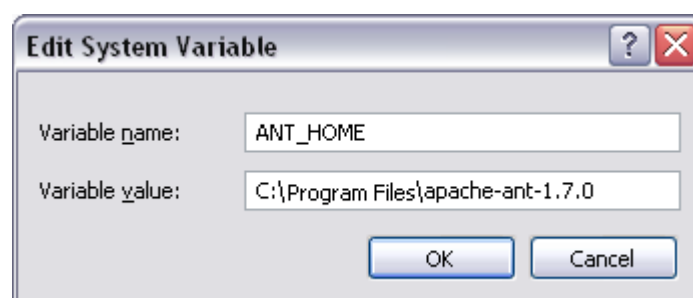 Edit System Variable ?
Variable name: ANT_HOME
Variable value: C:\Program Files\apache-ant-1.7.0
OK Cancel